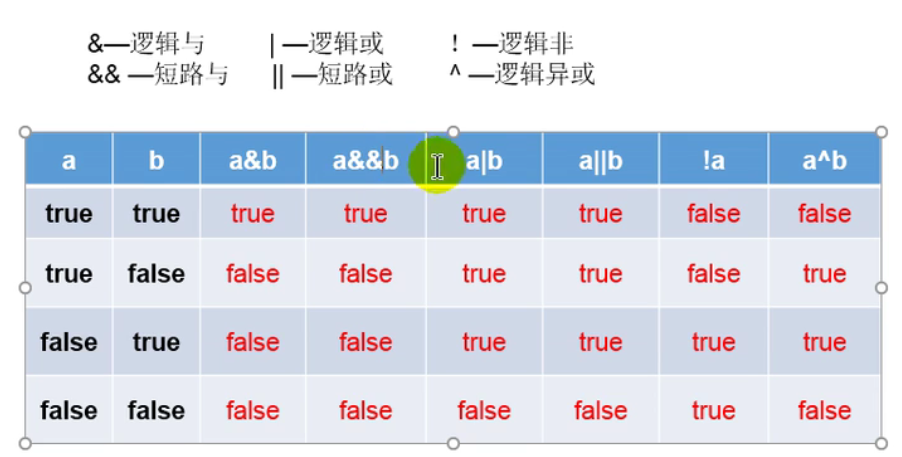 &—逻辑与 | —逻辑或 ! —逻辑非
&& —短路与 || —短路或 ^ —逻辑异或
a b a&b a&&b a|b a||b !a a^b
true true true true true true false false
true false false false true true false true
false true false false true true true true
false false false false false false true false